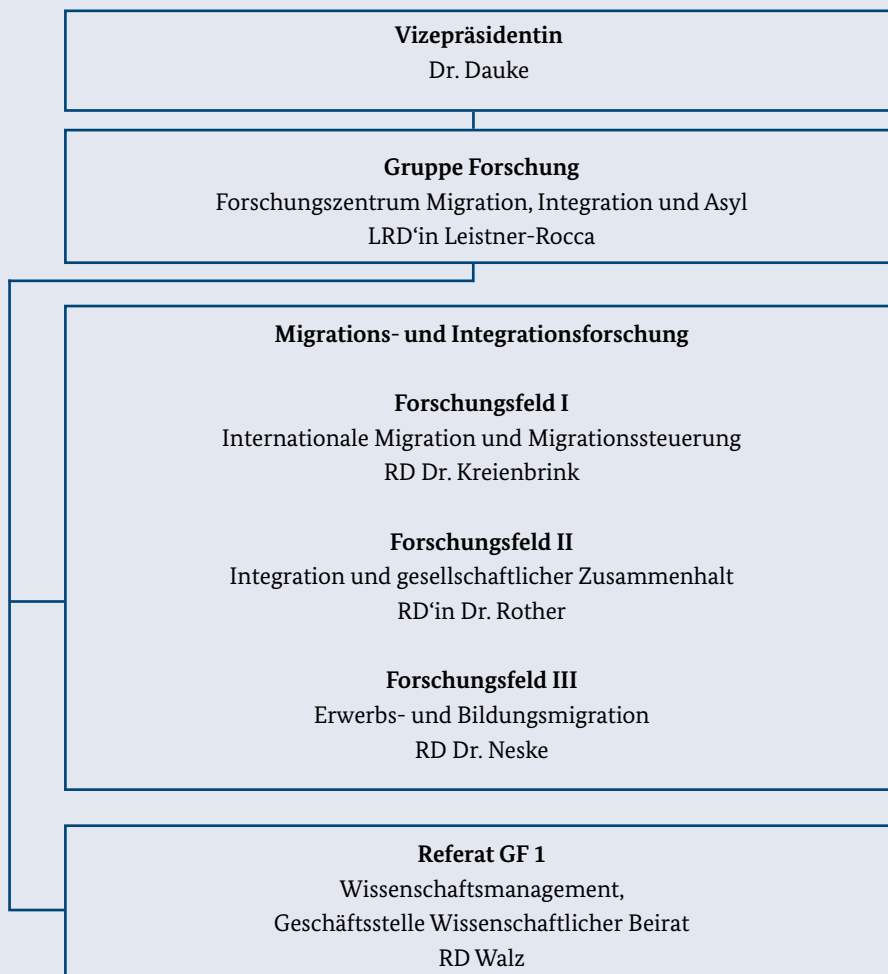 Vizepräsidentin
Dr. Dauke
Gruppe Forschung
Forschungszentrum Migration, Integration und Asyl
LRD‘in Leistner-Rocca
Migrations- und Integrationsforschung
Forschungsfeld I
Internationale Migration und Migrationssteuerung
RD Dr. Kreienbrink
Forschungsfeld II
Integration und gesellschaftlicher Zusammenhalt
RD‘in Dr. Rother
Forschungsfeld III
Erwerbs- und Bildungsmigration
RD Dr. Neske
Referat GF 1
Wissenschaftsmanagement,
Geschäftsstelle Wissenschaftlicher Beirat
RD Walz